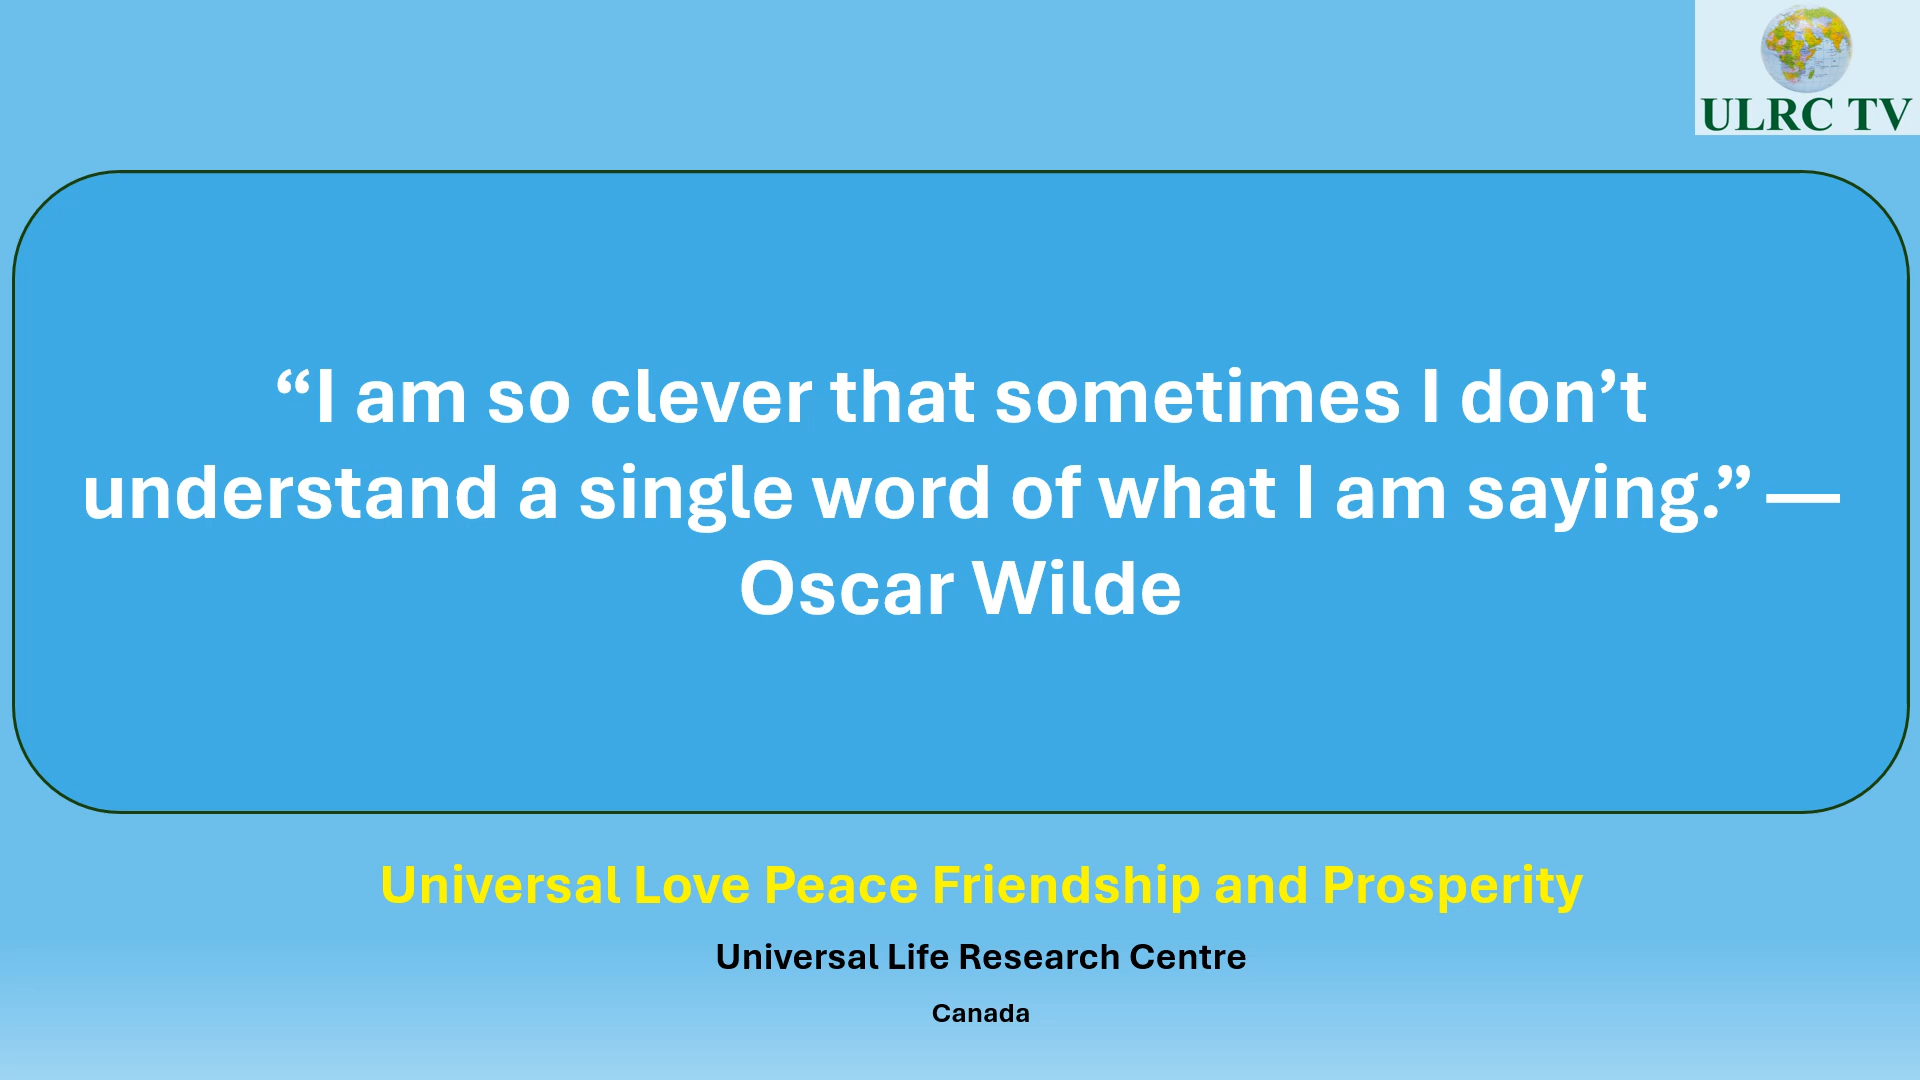 ULRC TV
“I am so clever that sometimes I don’t
understand a single word of what I am saying.” —
Oscar Wilde
Universal Love Peace Friendship and Prosperity
Universal Life Research Centre
Canada